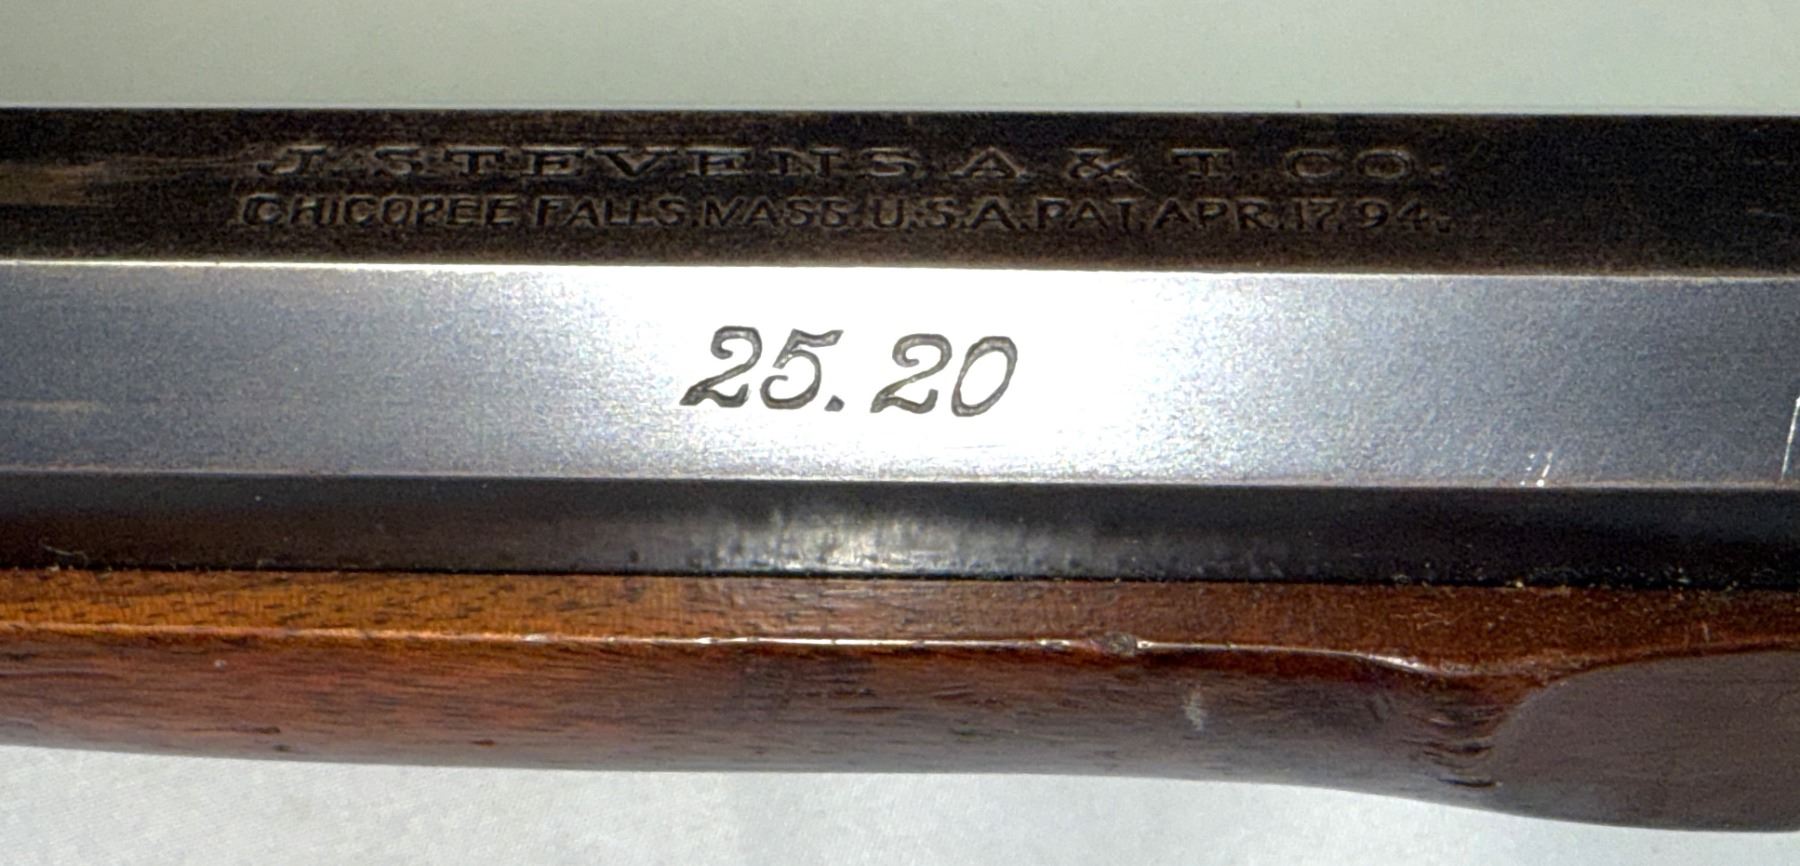 J. STEVENS A. & T. CO.
CHICOPEE FALLS. MASS. U.S.A. PAT. APR. 17. 94.
25. 20